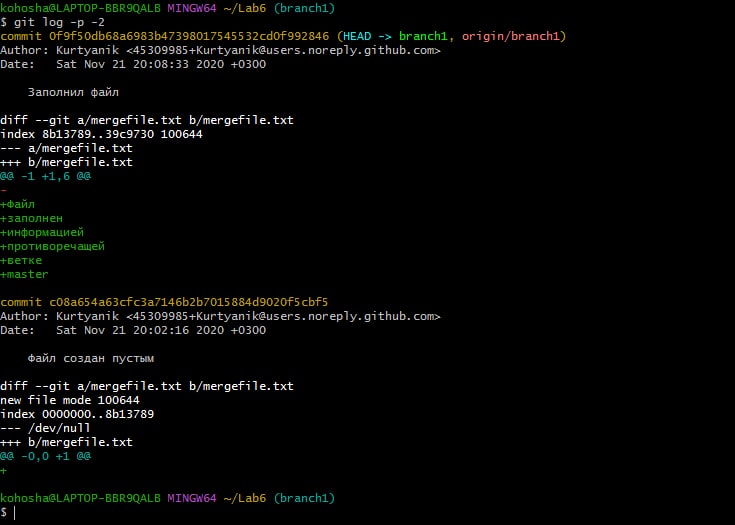 kohosha@LAPTOP-BBR9QALB MINGW64 ~/Lab6 (branch1)
$ git log -p -2
commit 0f9f50db68a6983b47398017545532cd0f992846 (HEAD -> branch1, origin/branch1)
Author: Kurtyanik <45309985+Kurtyanik@users.noreply.github.com>
Date:   Sat Nov 21 20:08:33 2020 +0300

    Заполнил файл

diff --git a/mergefile.txt b/mergefile.txt
index 8b13789..39c9730 100644
--- a/mergefile.txt
+++ b/mergefile.txt
@@ -1 +1,6 @@
-
+Файл
+заполнен
+информацией
+противоречащей
+ветке
+master

commit c08a654a63cfc3a7146b2b7015884d9020f5cbf5
Author: Kurtyanik <45309985+Kurtyanik@users.noreply.github.com>
Date:   Sat Nov 21 20:02:16 2020 +0300

    Файл создан пустым

diff --git a/mergefile.txt b/mergefile.txt
new file mode 100644
index 0000000..8b13789
--- /dev/null
+++ b/mergefile.txt
@@ -0,0 +1 @@
+

kohosha@LAPTOP-BBR9QALB MINGW64 ~/Lab6 (branch1)
$